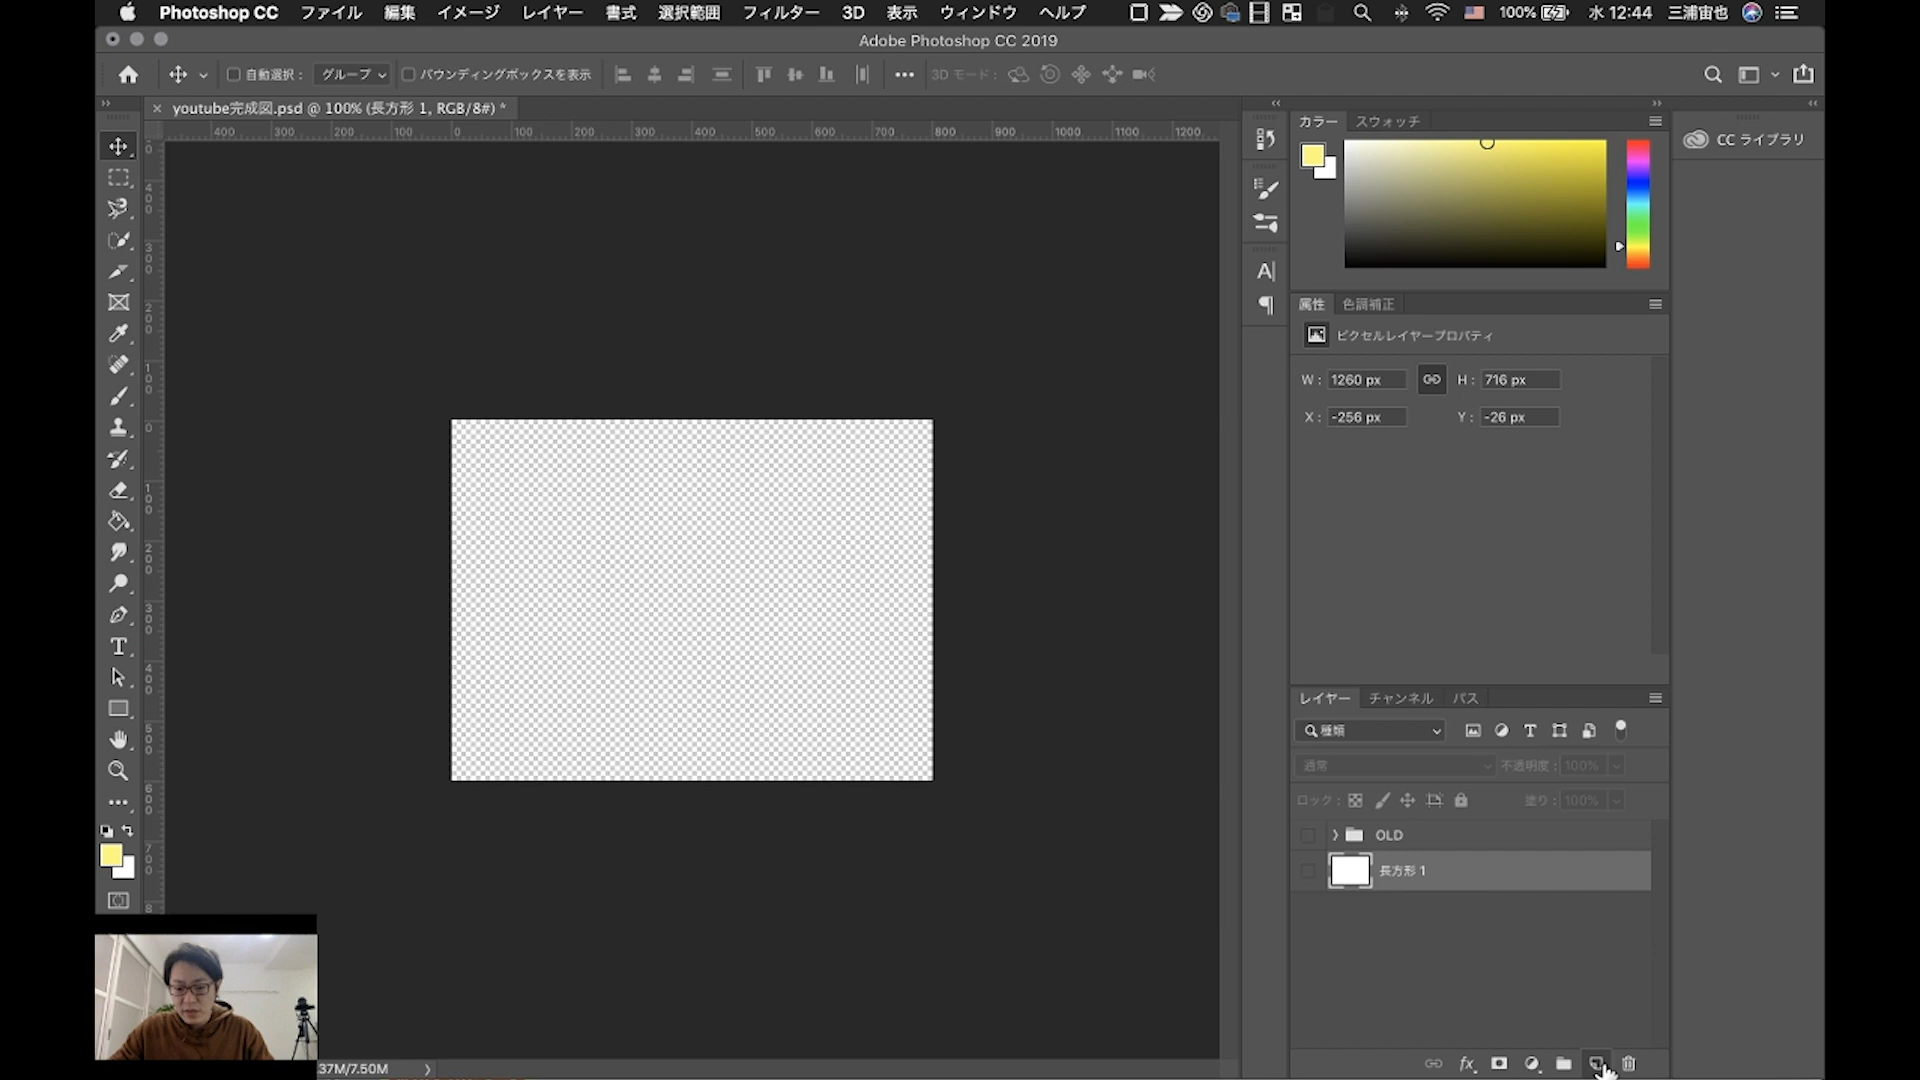 Photoshop CC ファイル 編集 イメージ レイヤー 書式 選択範囲 フィルター 3D 表示 ウィンドウ ヘルプ 100% 水 12:44 三浦宙也
Adobe Photoshop CC 2019
自動選択： グループ バウンディングボックスを表示 3D モード：
youtube完成図.psd @ 100% (長方形 1, RGB/8#) *
400 300 200 100 0 100 200 300 400 500 600 700 800 900 1000 1100 1200
カラー スウォッチ
CC ライブラリ
属性 色調補正
ピクセルレイヤープロパティ
W： 1260 px H： 716 px
X： -256 px Y： -26 px
レイヤー チャンネル パス
種類
通常 不透明度： 100%
ロック： 塗り： 100%
OLD
長方形 1
37M/7.50M